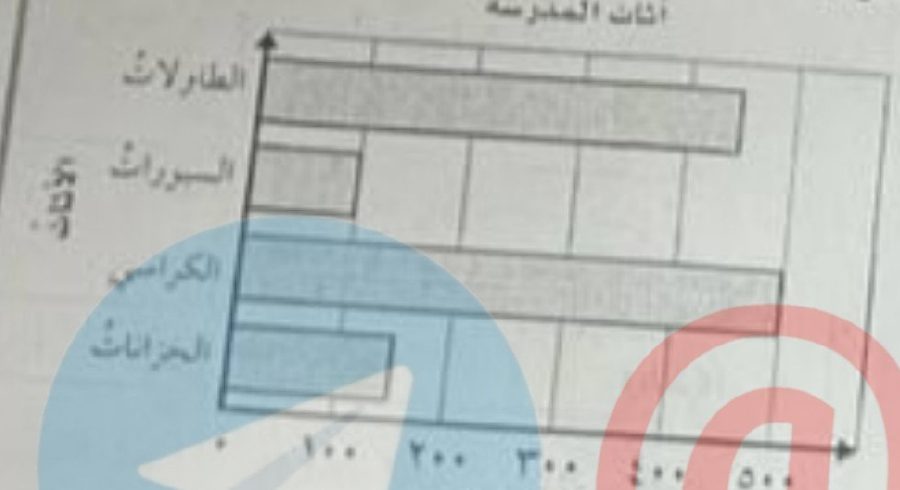 أثاث المدرسة
الطاولاتُ
السبوراتُ
الكراسي
الخزاناتُ
الأثاث
٠ ١٠٠ ٢٠٠ ٣٠٠ ٤٠٠ ٥٠٠